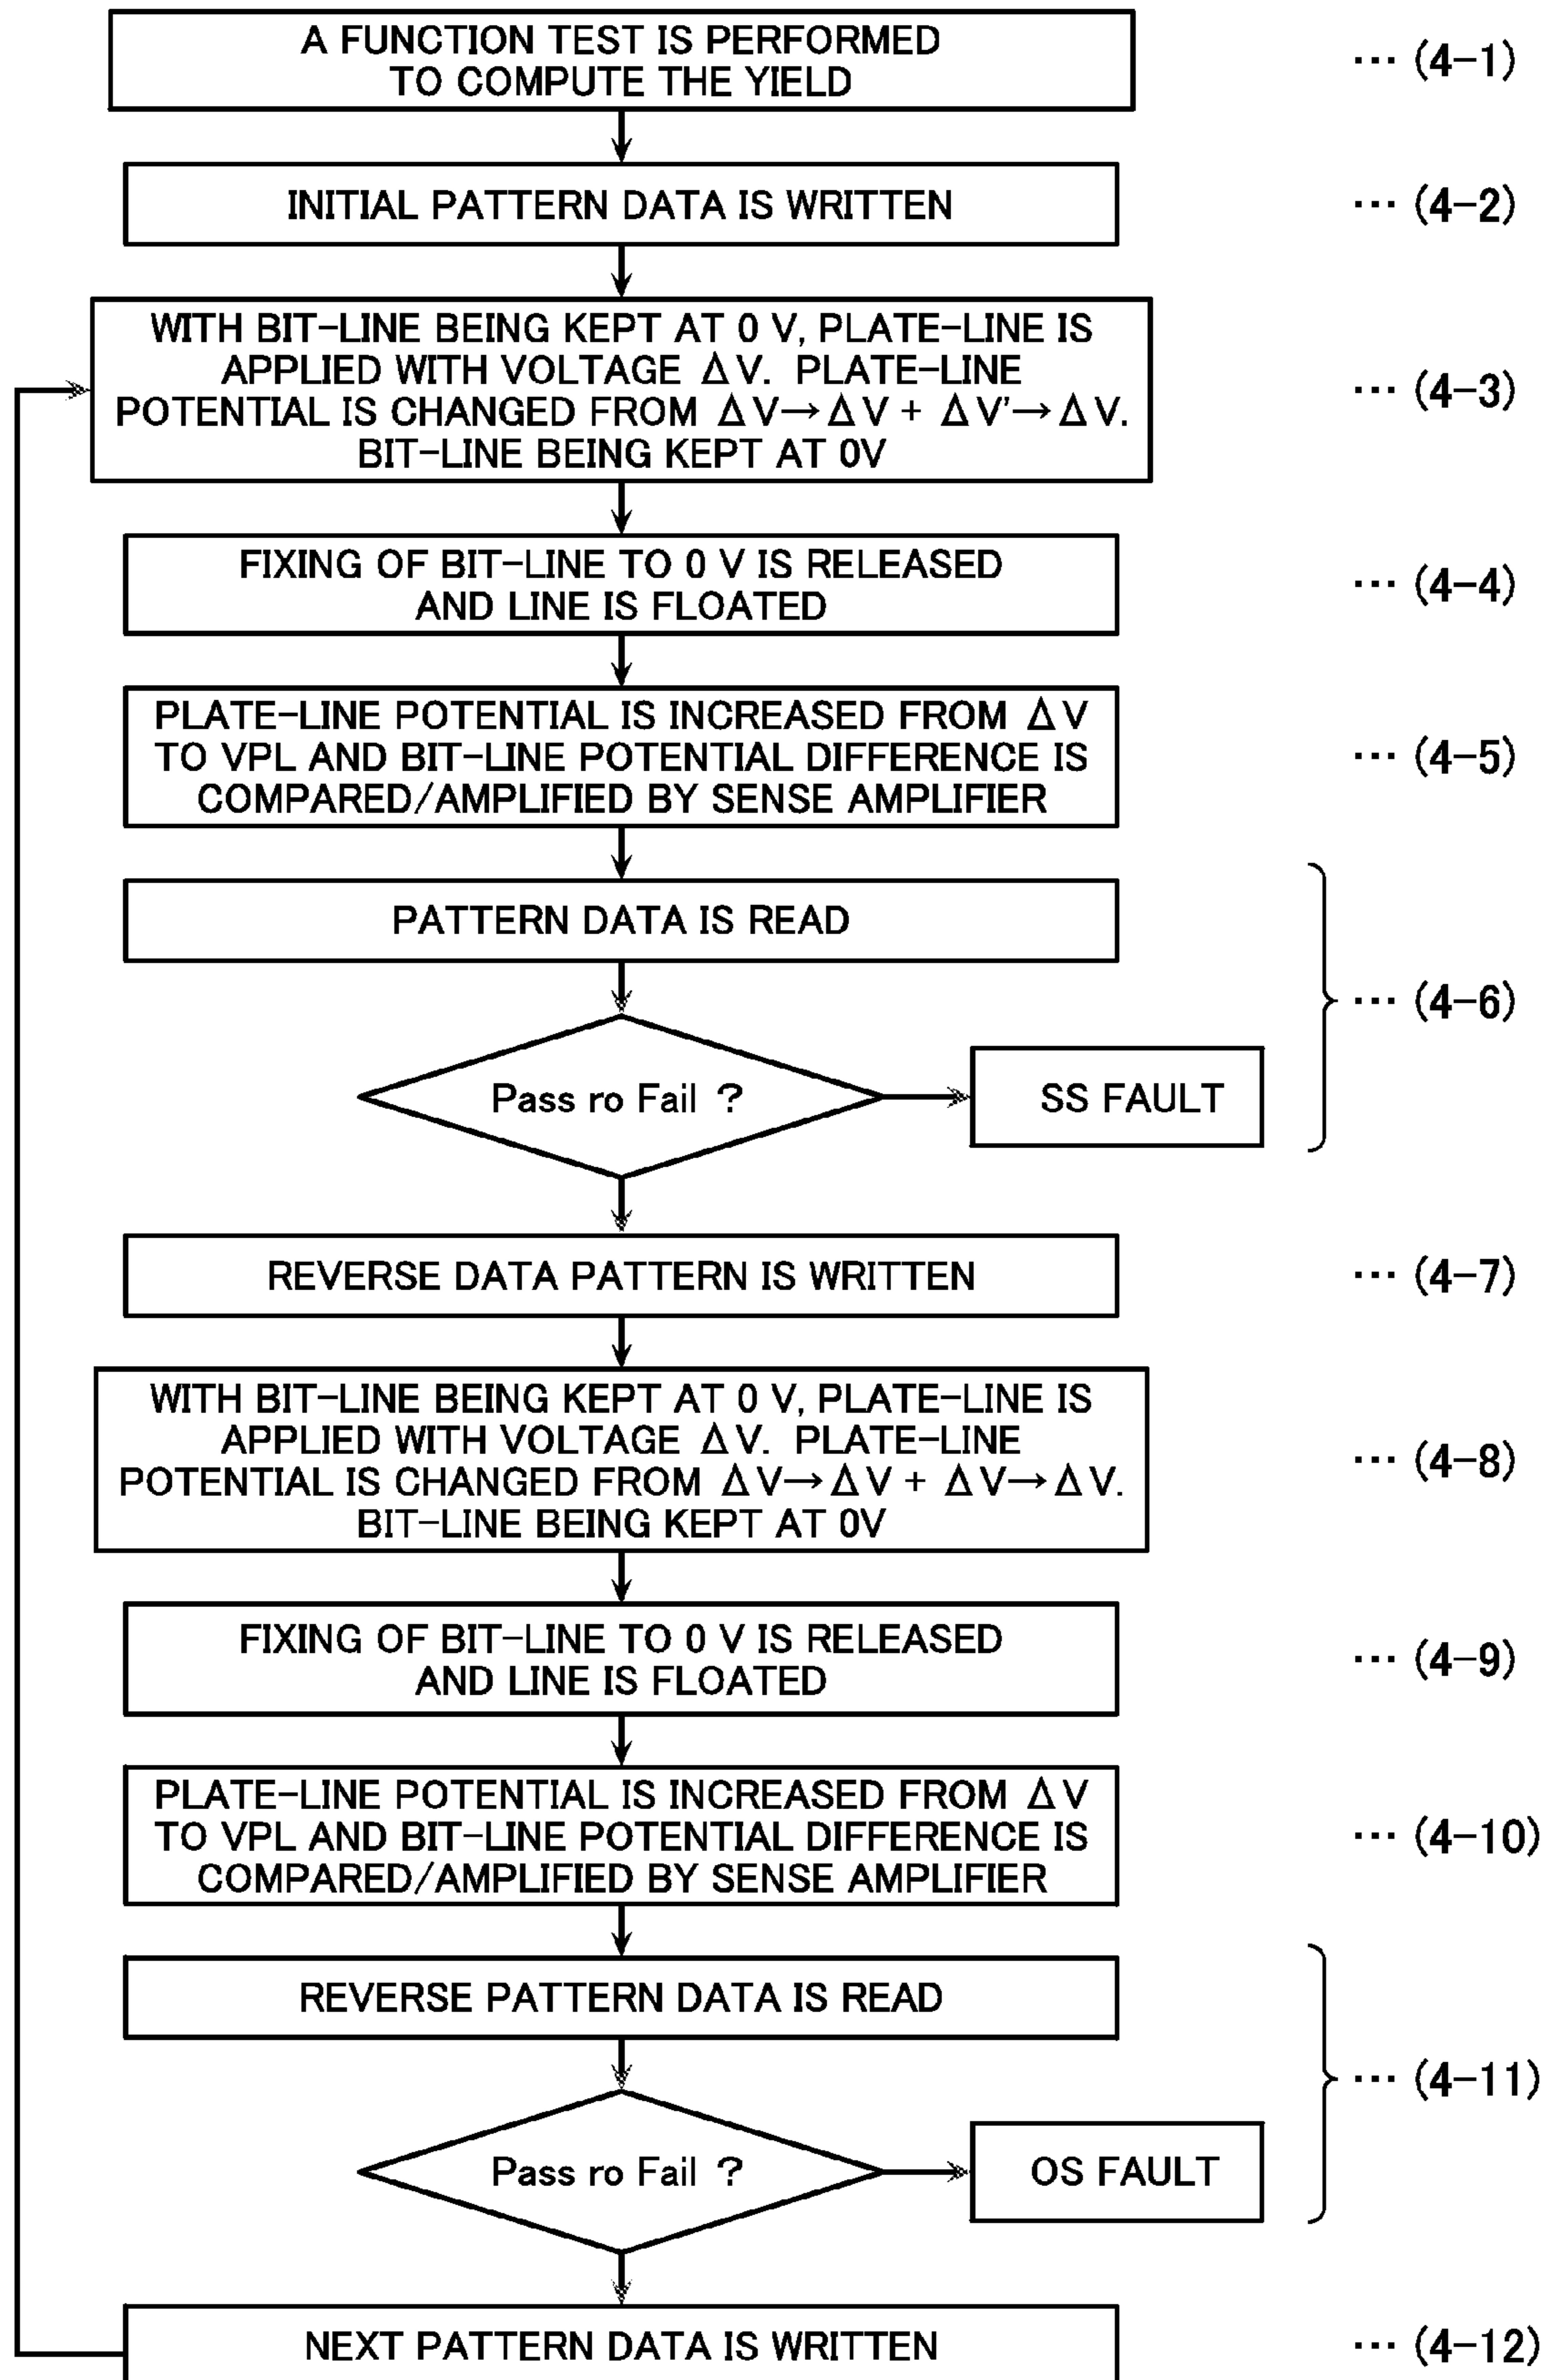 A FUNCTION TEST IS PERFORMED
TO COMPUTE THE YIELD
··· (4-1)
INITIAL PATTERN DATA IS WRITTEN
··· (4-2)
WITH BIT-LINE BEING KEPT AT 0 V, PLATE-LINE IS
APPLIED WITH VOLTAGE ΔV. PLATE-LINE
POTENTIAL IS CHANGED FROM ΔV→ΔV + ΔV'→ΔV.
BIT-LINE BEING KEPT AT 0V
··· (4-3)
FIXING OF BIT-LINE TO 0 V IS RELEASED
AND LINE IS FLOATED
··· (4-4)
PLATE-LINE POTENTIAL IS INCREASED FROM ΔV
TO VPL AND BIT-LINE POTENTIAL DIFFERENCE IS
COMPARED/AMPLIFIED BY SENSE AMPLIFIER
··· (4-5)
PATTERN DATA IS READ
··· (4-6)
Pass ro Fail ?
SS FAULT
REVERSE DATA PATTERN IS WRITTEN
··· (4-7)
WITH BIT-LINE BEING KEPT AT 0 V, PLATE-LINE IS
APPLIED WITH VOLTAGE ΔV. PLATE-LINE
POTENTIAL IS CHANGED FROM ΔV→ΔV + ΔV→ΔV.
BIT-LINE BEING KEPT AT 0V
··· (4-8)
FIXING OF BIT-LINE TO 0 V IS RELEASED
AND LINE IS FLOATED
··· (4-9)
PLATE-LINE POTENTIAL IS INCREASED FROM ΔV
TO VPL AND BIT-LINE POTENTIAL DIFFERENCE IS
COMPARED/AMPLIFIED BY SENSE AMPLIFIER
··· (4-10)
REVERSE PATTERN DATA IS READ
··· (4-11)
Pass ro Fail ?
OS FAULT
NEXT PATTERN DATA IS WRITTEN
··· (4-12)